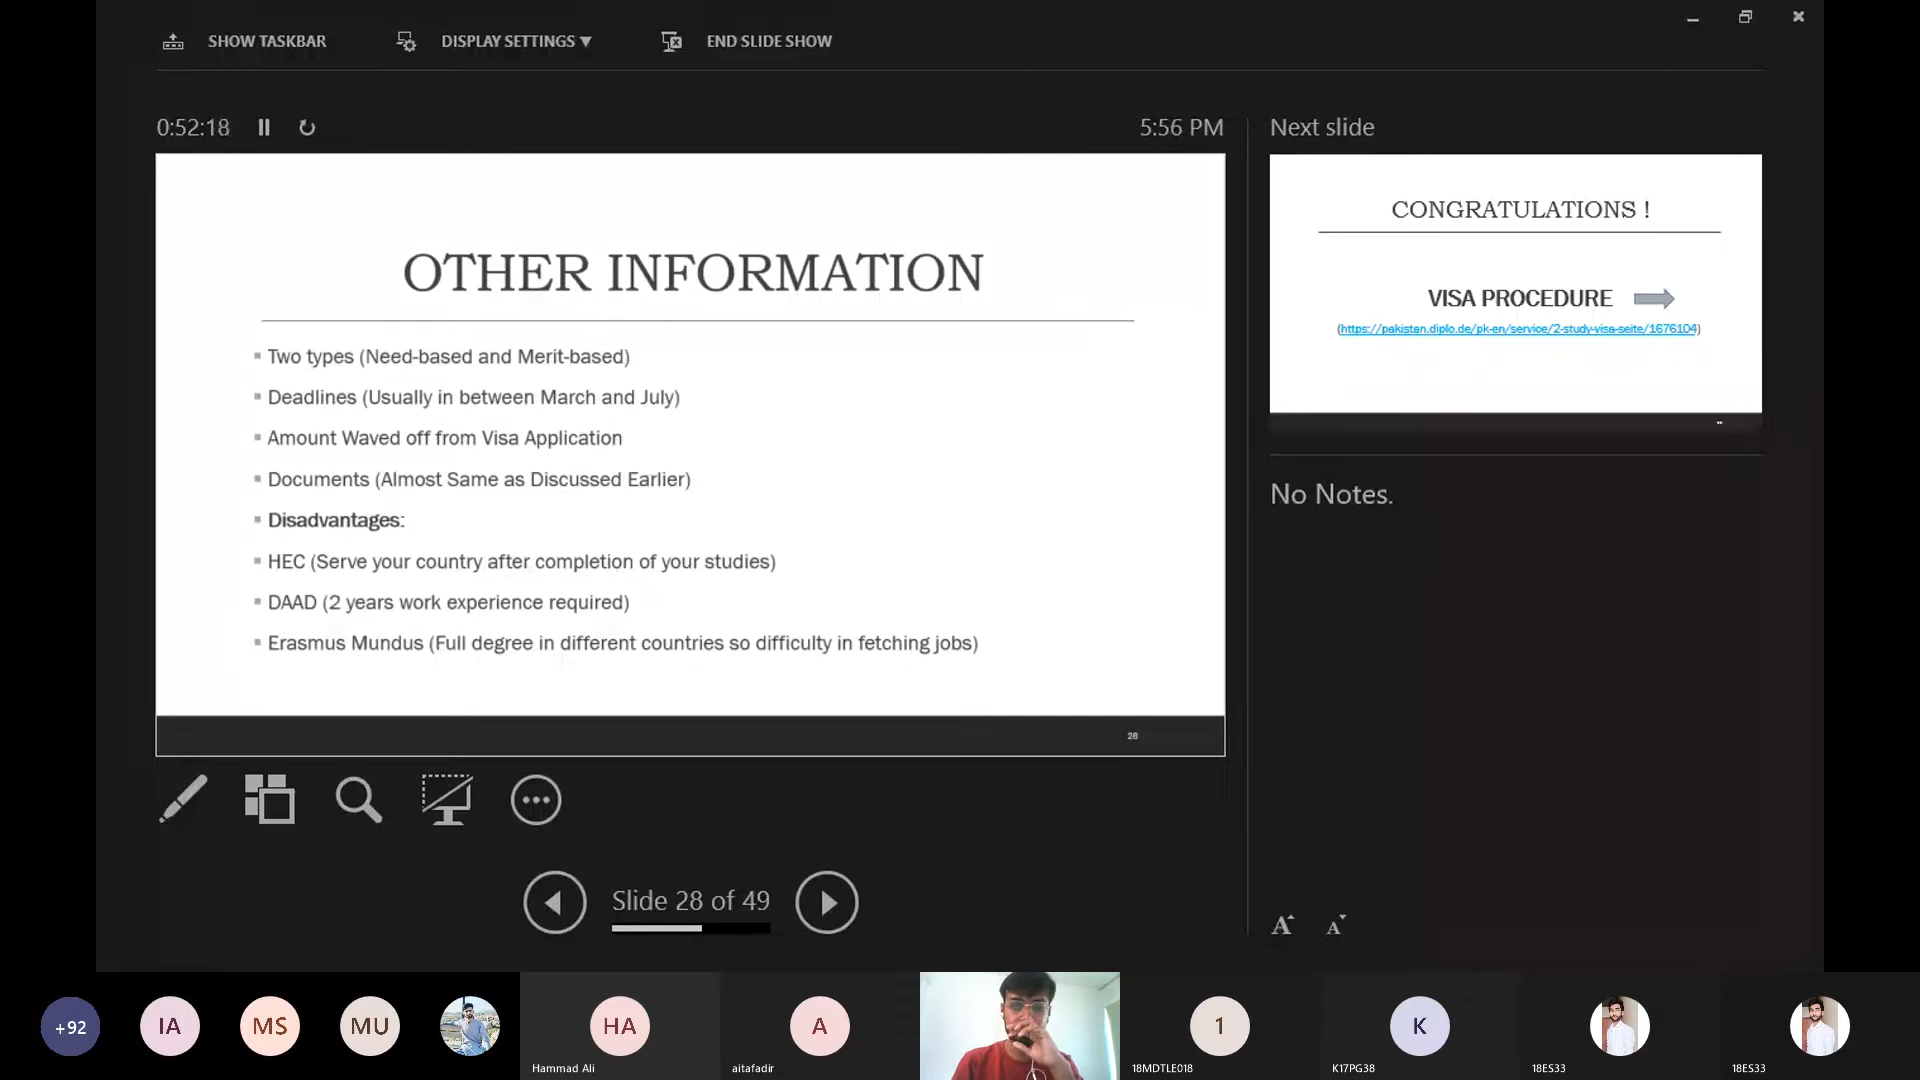 SHOW TASKBAR
DISPLAY SETTINGS ▼
END SLIDE SHOW
0:52:18
5:56 PM
OTHER INFORMATION
Two types (Need-based and Merit-based)
Deadlines (Usually in between March and July)
Amount Waved off from Visa Application
Documents (Almost Same as Discussed Earlier)
Disadvantages:
HEC (Serve your country after completion of your studies)
DAAD (2 years work experience required)
Erasmus Mundus (Full degree in different countries so difficulty in fetching jobs)
28
Slide 28 of 49
Next slide
CONGRATULATIONS !
VISA PROCEDURE
(https://pakistan.diplo.de/pk-en/service/2-study-visa-seite/1676104)
No Notes.
A A
+92
IA
MS
MU
HA
Hammad Ali
A
aitafadir
1
18MDTLE018
K
K17PG38
18ES33
18ES33